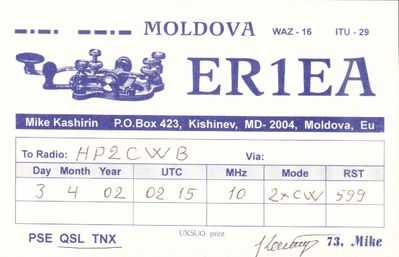 MOLDOVA WAZ - 16 ITU - 29
ER1EA
Mike Kashirin P.O.Box 423, Kishinev, MD- 2004, Moldova, Eu
To Radio: HP2CWB Via:
Day Month Year UTC MHz Mode RST
3 4 02 02.15 10 2xCW 599
PSE QSL TNX UX5UO print 73, Mike